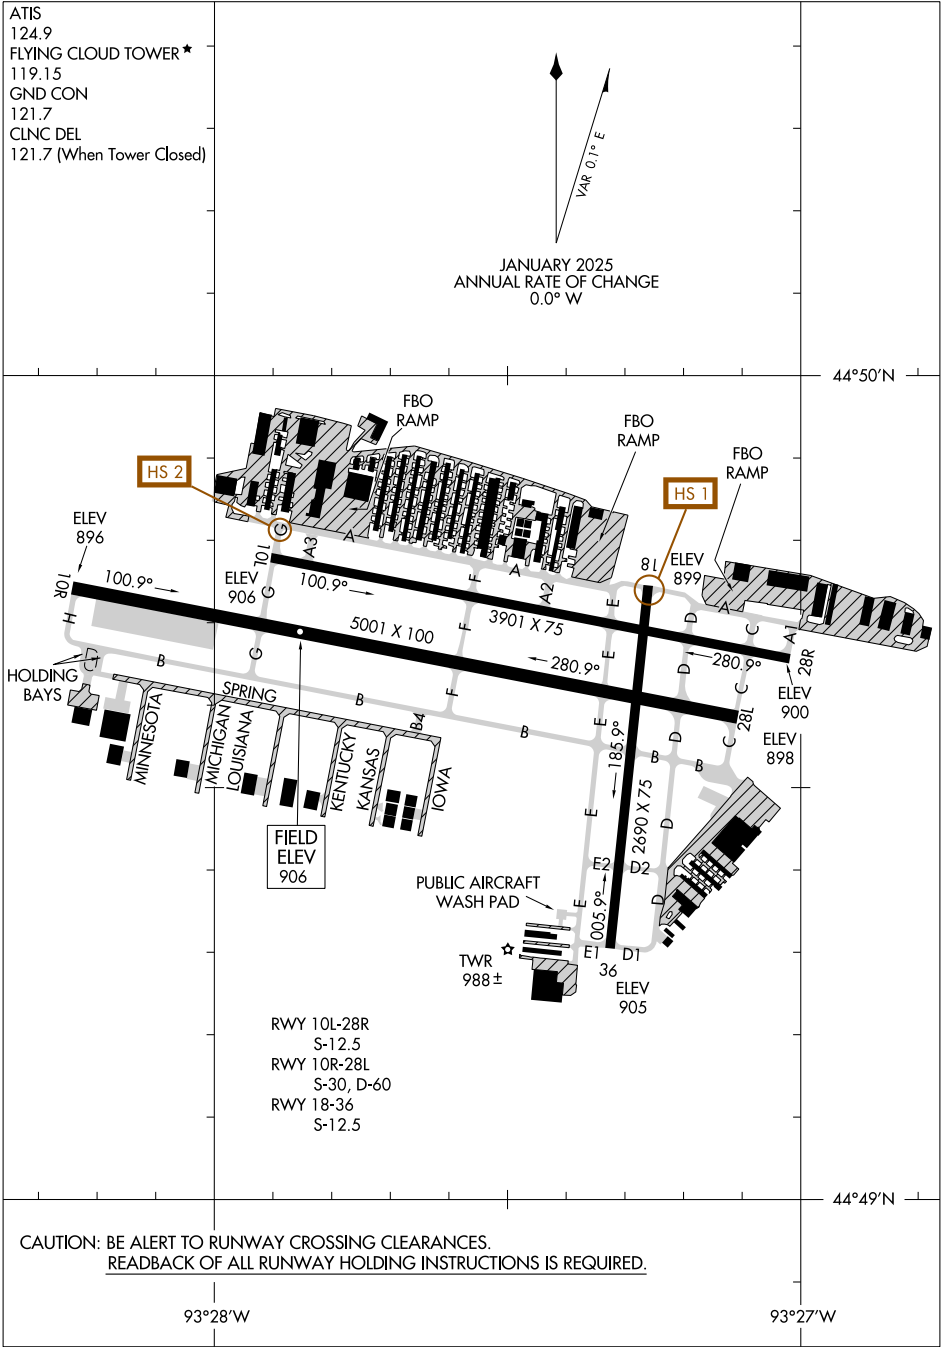 ATIS
124.9
FLYING CLOUD TOWER★
119.15
GND CON
121.7
CLNC DEL
121.7 (When Tower Closed)
VAR 0.1° E
JANUARY 2025
ANNUAL RATE OF CHANGE
0.0° W
44°50'N
FBO
RAMP
FBO
RAMP
FBO
RAMP
HS 2
HS 1
ELEV
896
10R
100.9°
H
G
10L
A3
A
ELEV
906
G
100.9°
F
A
A2
18
ELEV
899
E
D
A
C
A1
28R
3901 X 75
5001 X 100
F
E
D
280.9°
280.9°
C
ELEV
900
HOLDING
BAYS
B
G
SPRING
B
F
B4
B
E
185.9°
B
D
B
C
28L
ELEV
898
MINNESOTA
MICHIGAN
LOUISIANA
KENTUCKY
KANSAS
IOWA
FIELD
ELEV
906
E
2690 X 75
D
E2
D2
PUBLIC AIRCRAFT
WASH PAD
E
005.9°
D
TWR
988±
E1
36
D1
ELEV
905
RWY 10L-28R
S-12.5
RWY 10R-28L
S-30, D-60
RWY 18-36
S-12.5
44°49'N
CAUTION: BE ALERT TO RUNWAY CROSSING CLEARANCES.
READBACK OF ALL RUNWAY HOLDING INSTRUCTIONS IS REQUIRED.
93°28'W
93°27'W